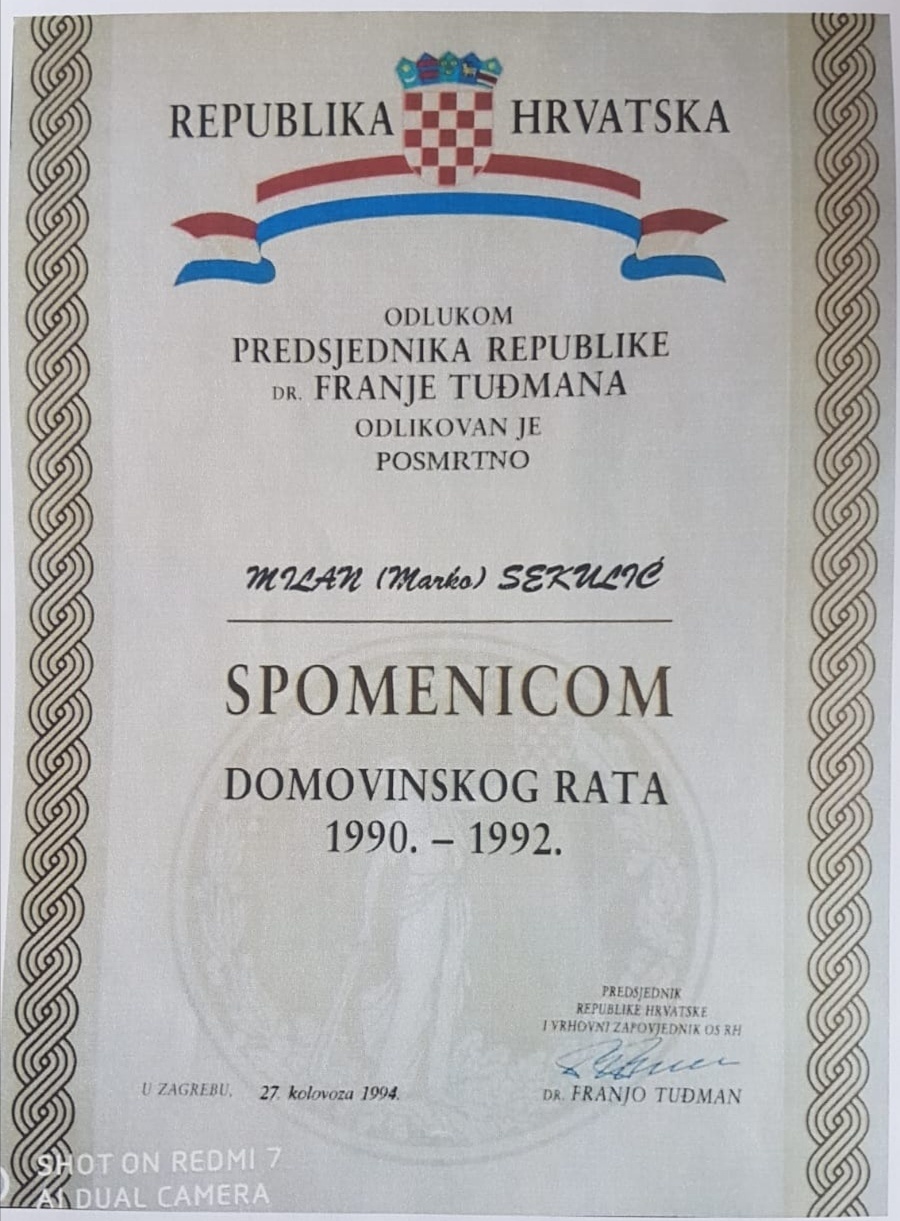 REPUBLIKA HRVATSKA
ODLUKOM
PREDSJEDNIKA REPUBLIKE
DR. FRANJE TUĐMANA
ODLIKOVAN JE
POSMRTNO
MILAN (Marko) SEKULIĆ
SPOMENICOM
DOMOVINSKOG RATA
1990. – 1992.
PREDSJEDNIK
REPUBLIKE HRVATSKE
I VRHOVNI ZAPOVJEDNIK OS RH
U ZAGREBU, 27. kolovoza 1994.
DR. FRANJO TUĐMAN
SHOT ON REDMI 7
AI DUAL CAMERA